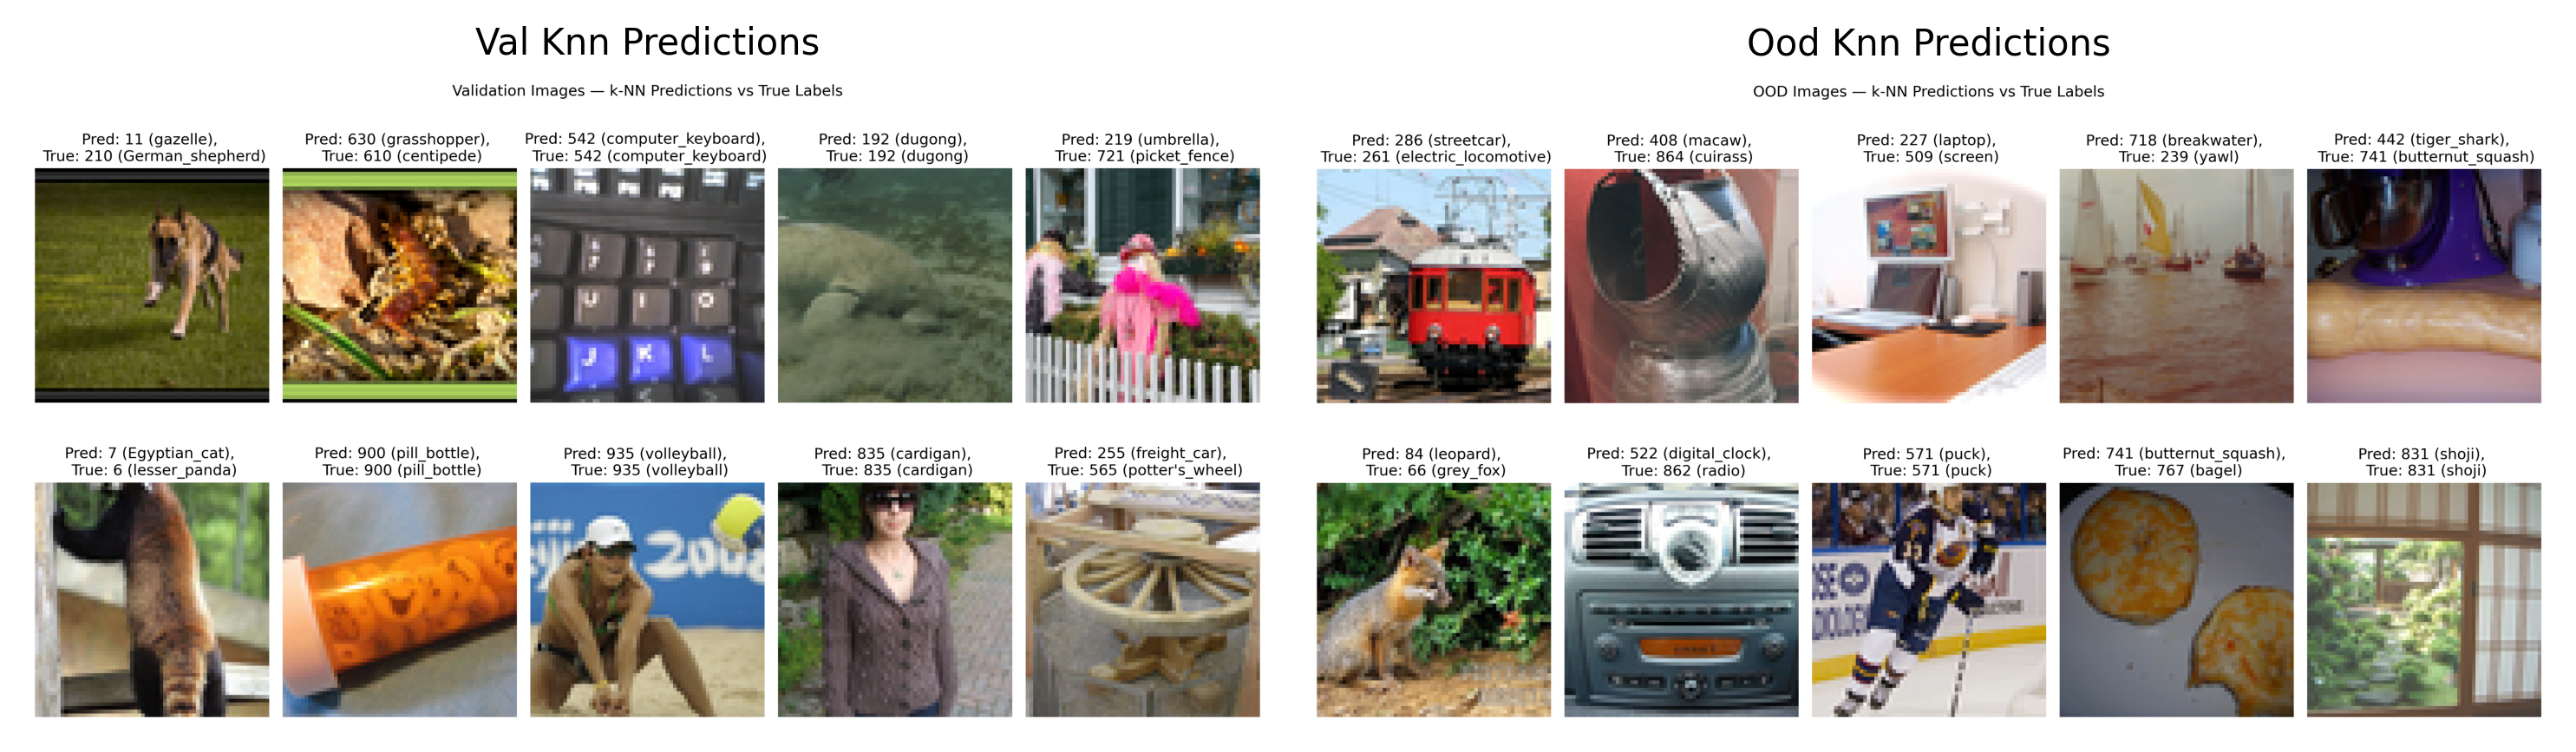 Val Knn Predictions
Validation Images — k-NN Predictions vs True Labels
Pred: 11 (gazelle),
True: 210 (German_shepherd)
Pred: 630 (grasshopper),
True: 610 (centipede)
Pred: 542 (computer_keyboard),
True: 542 (computer_keyboard)
Pred: 192 (dugong),
True: 192 (dugong)
Pred: 219 (umbrella),
True: 721 (picket_fence)
U I O
J K L
Pred: 7 (Egyptian_cat),
True: 6 (lesser_panda)
Pred: 900 (pill_bottle),
True: 900 (pill_bottle)
Pred: 935 (volleyball),
True: 935 (volleyball)
Pred: 835 (cardigan),
True: 835 (cardigan)
Pred: 255 (freight_car),
True: 565 (potter's_wheel)
Ood Knn Predictions
OOD Images — k-NN Predictions vs True Labels
Pred: 286 (streetcar),
True: 261 (electric_locomotive)
Pred: 408 (macaw),
True: 864 (cuirass)
Pred: 227 (laptop),
True: 509 (screen)
Pred: 718 (breakwater),
True: 239 (yawl)
Pred: 442 (tiger_shark),
True: 741 (butternut_squash)
Pred: 84 (leopard),
True: 66 (grey_fox)
Pred: 522 (digital_clock),
True: 862 (radio)
Pred: 571 (puck),
True: 571 (puck)
Pred: 741 (butternut_squash),
True: 767 (bagel)
Pred: 831 (shoji),
True: 831 (shoji)